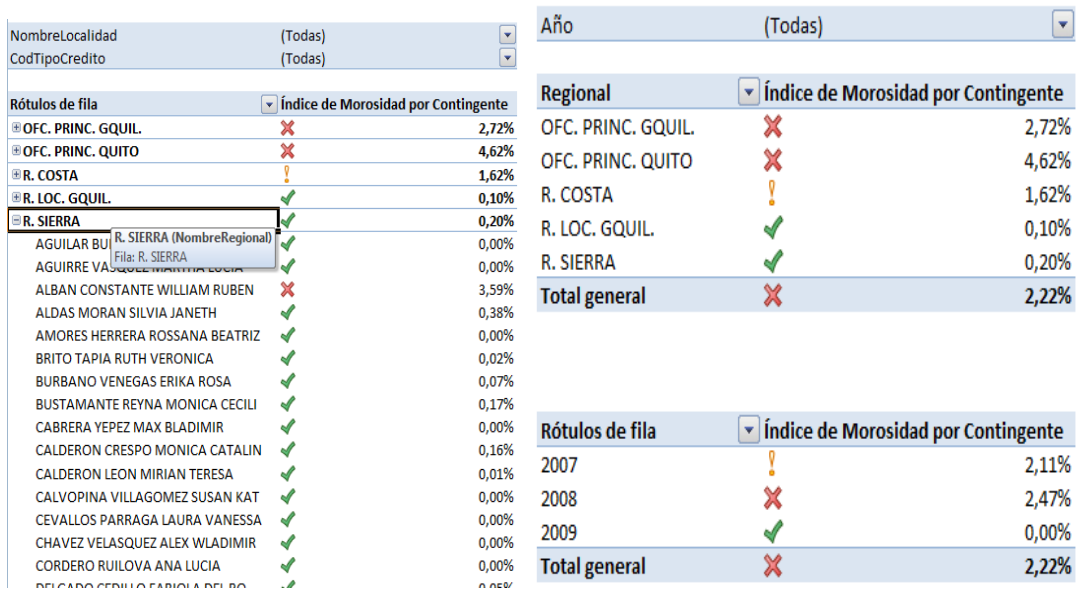 NombreLocalidad (Todas)
CodTipoCredito (Todas)
Rótulos de fila Índice de Morosidad por Contingente
OFC. PRINC. GQUIL. 2,72%
OFC. PRINC. QUITO 4,62%
R. COSTA 1,62%
R. LOC. GQUIL. 0,10%
R. SIERRA 0,20%
R. SIERRA (NombreRegional)
Fila: R. SIERRA
AGUILAR 0,00%
AGUIRRE VASQUEZ MARTHA LUCIA 0,00%
ALBAN CONSTANTE WILLIAM RUBEN 3,59%
ALDAS MORAN SILVIA JANETH 0,38%
AMORES HERRERA ROSSANA BEATRIZ 0,00%
BRITO TAPIA RUTH VERONICA 0,02%
BURBANO VENEGAS ERIKA ROSA 0,07%
BUSTAMANTE REYNA MONICA CECILI 0,17%
CABRERA YEPEZ MAX BLADIMIR 0,00%
CALDERON CRESPO MONICA CATALIN 0,16%
CALDERON LEON MIRIAN TERESA 0,01%
CALVOPINA VILLAGOMEZ SUSAN KAT 0,00%
CEVALLOS PARRAGA LAURA VANESSA 0,00%
CHAVEZ VELASQUEZ ALEX WLADIMIR 0,00%
CORDERO RUILOVA ANA LUCIA 0,00%
DELGADO CEDILLO FABIOLA DEL RO 0,05%
Año (Todas)
Regional Índice de Morosidad por Contingente
OFC. PRINC. GQUIL. 2,72%
OFC. PRINC. QUITO 4,62%
R. COSTA 1,62%
R. LOC. GQUIL. 0,10%
R. SIERRA 0,20%
Total general 2,22%
Rótulos de fila Índice de Morosidad por Contingente
2007 2,11%
2008 2,47%
2009 0,00%
Total general 2,22%